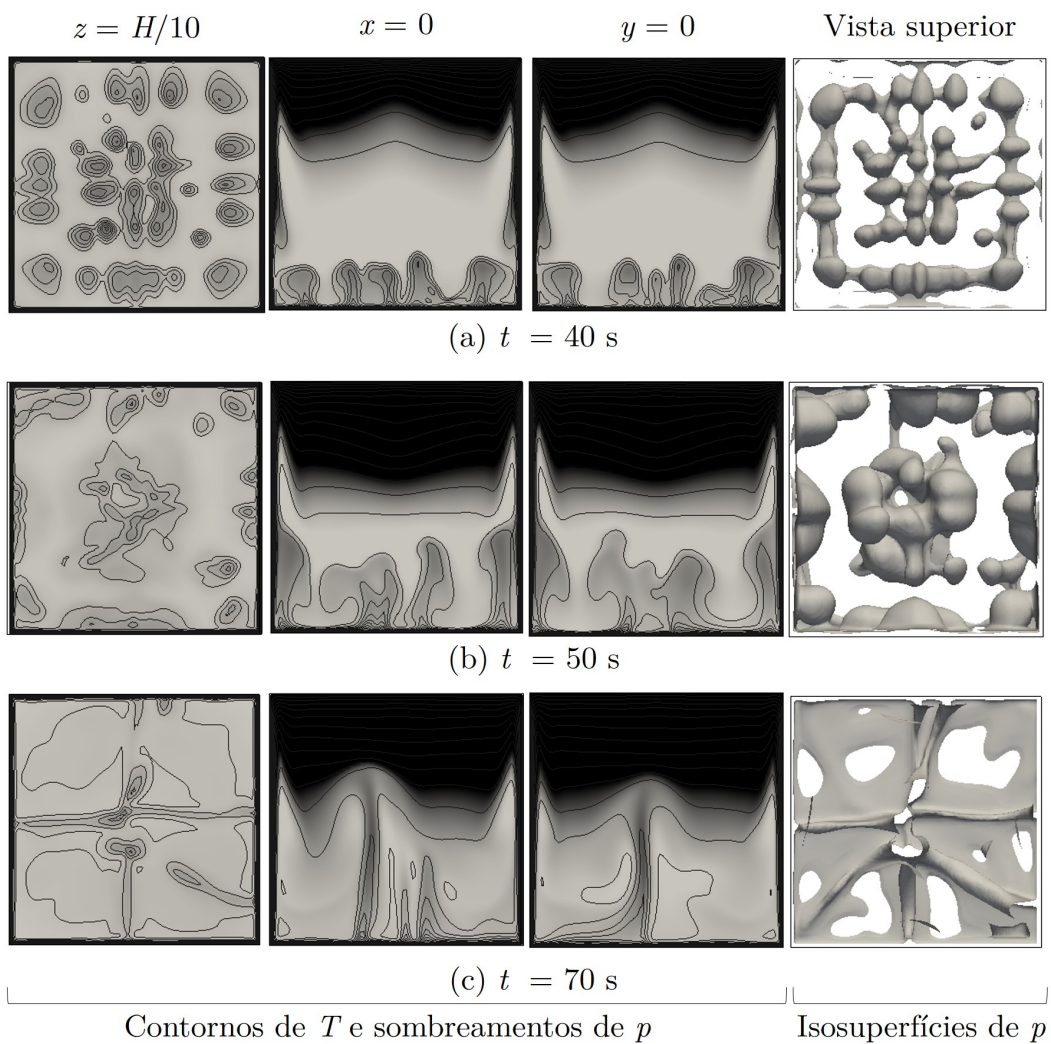 z = H/10 x = 0 y = 0 Vista superior
(a) t = 40 s
(b) t = 50 s
(c) t = 70 s
Contornos de T e sombreamentos de p Isosuperfícies de p